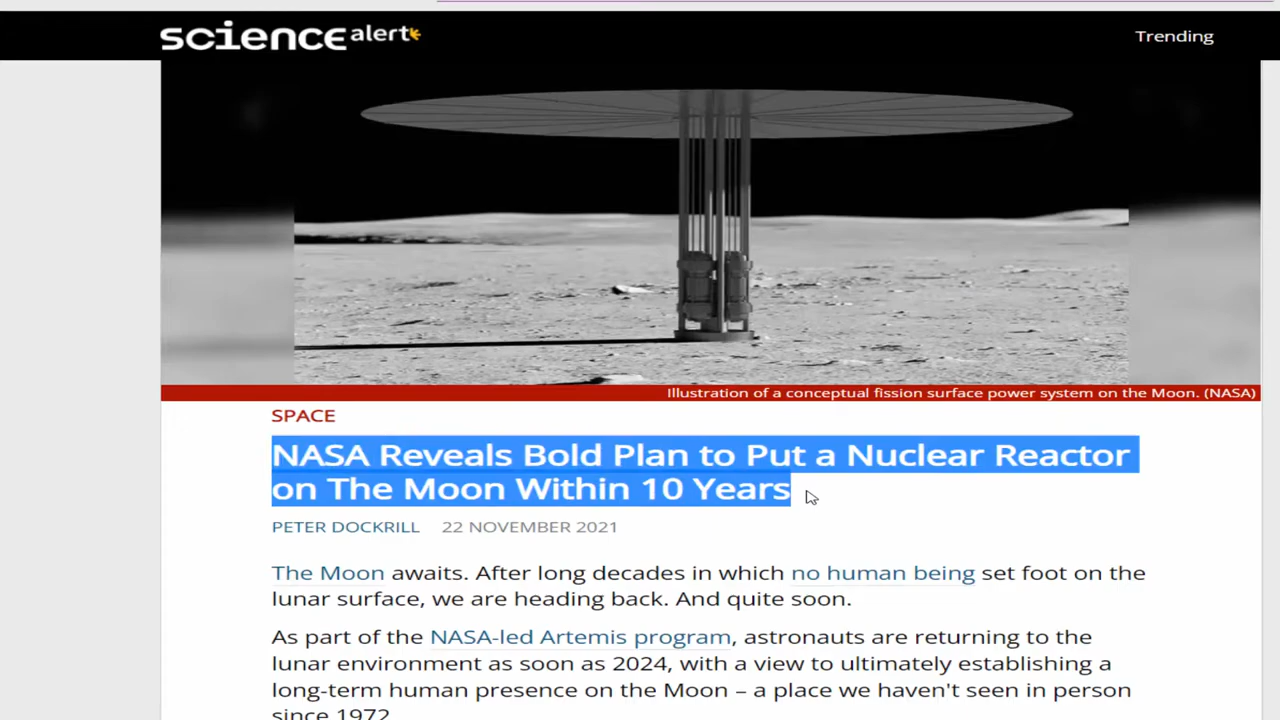 sciencealert
Trending
Illustration of a conceptual fission surface power system on the Moon. (NASA)
SPACE
NASA Reveals Bold Plan to Put a Nuclear Reactor
on The Moon Within 10 Years
PETER DOCKRILL 22 NOVEMBER 2021
The Moon awaits. After long decades in which no human being set foot on the
lunar surface, we are heading back. And quite soon.
As part of the NASA-led Artemis program, astronauts are returning to the
lunar environment as soon as 2024, with a view to ultimately establishing a
long-term human presence on the Moon – a place we haven't seen in person
since 1972